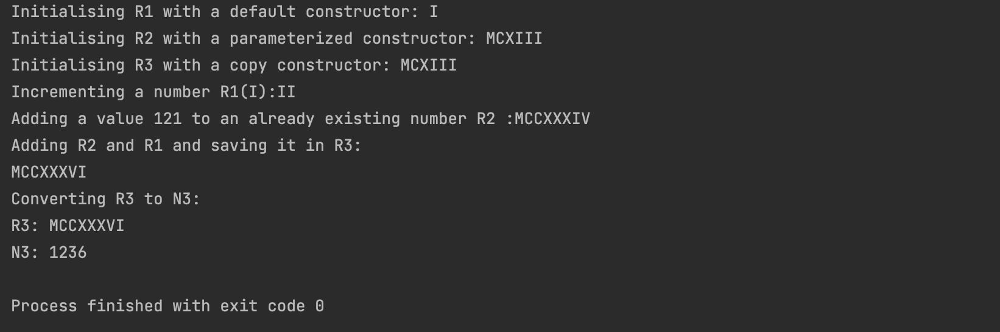 Initialising R1 with a default constructor: I
Initialising R2 with a parameterized constructor: MCXIII
Initialising R3 with a copy constructor: MCXIII
Incrementing a number R1(I):II
Adding a value 121 to an already existing number R2 :MCCXXXIV
Adding R2 and R1 and saving it in R3:
MCCXXXVI
Converting R3 to N3:
R3: MCCXXXVI
N3: 1236
Process finished with exit code 0